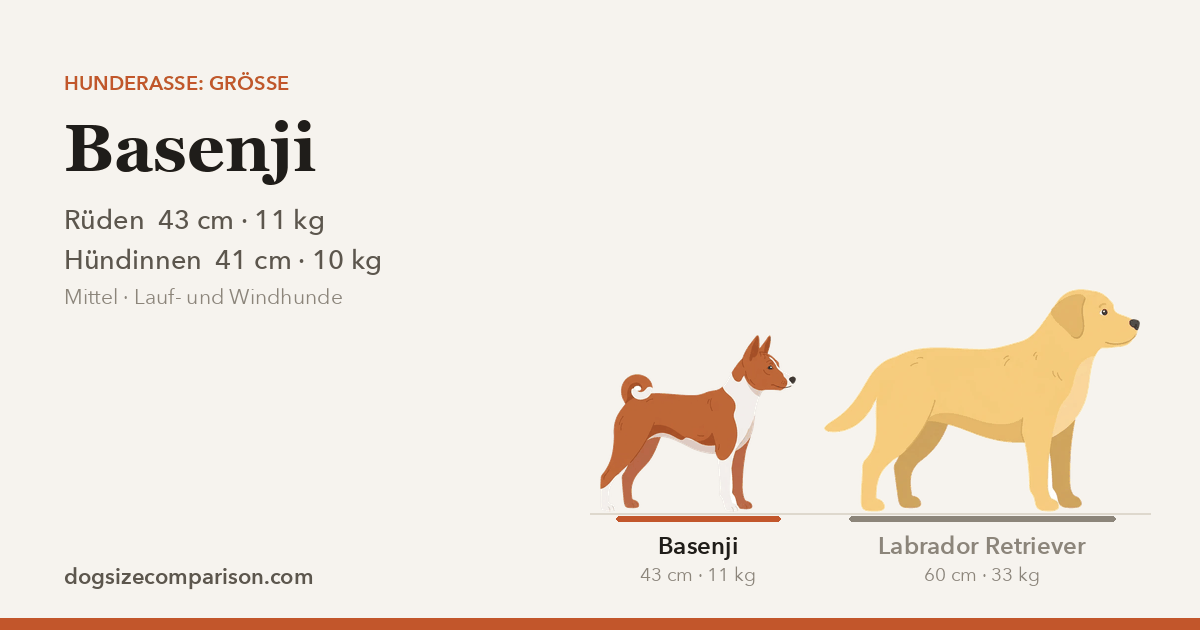 HUNDERASSE: GRÖSSE
Basenji
Rüden 43 cm · 11 kg
Hündinnen 41 cm · 10 kg
Mittel · Lauf- und Windhunde
Basenji
43 cm · 11 kg
Labrador Retriever
60 cm · 33 kg
dogsizecomparison.com